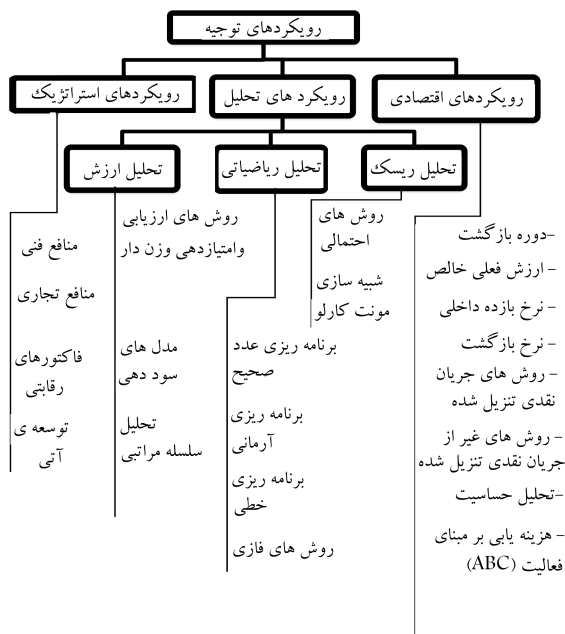 رویکردهای توجیه
رویکردهای اقتصادی
رویکرد های تحلیل
رویکردهای استراتژیک
تحلیل ریسک
تحلیل ریاضیاتی
تحلیل ارزش
-دوره بازگشت
- ارزش فعلی خالص
- نرخ بازده داخلی
- نرخ بازگشت
- روش های جریان
نقدی تنزیل شده
- روش های غیر از
جریان نقدی تنزیل شده
-تحلیل حساسیت
- هزینه یابی بر مبنای
فعالیت (ABC)
روش های
احتمالی
شبیه سازی
مونت کارلو
برنامه ریزی عدد
صحیح
برنامه ریزی
آرمانی
برنامه ریزی
خطی
روش های فازی
روش های ارزیابی
وامتیازدهی وزن دار
مدل های
سود دهی
تحلیل
سلسله مراتبی
منافع فنی
منافع تجاری
فاکتورهای
رقابتی
توسعه ی
آتی